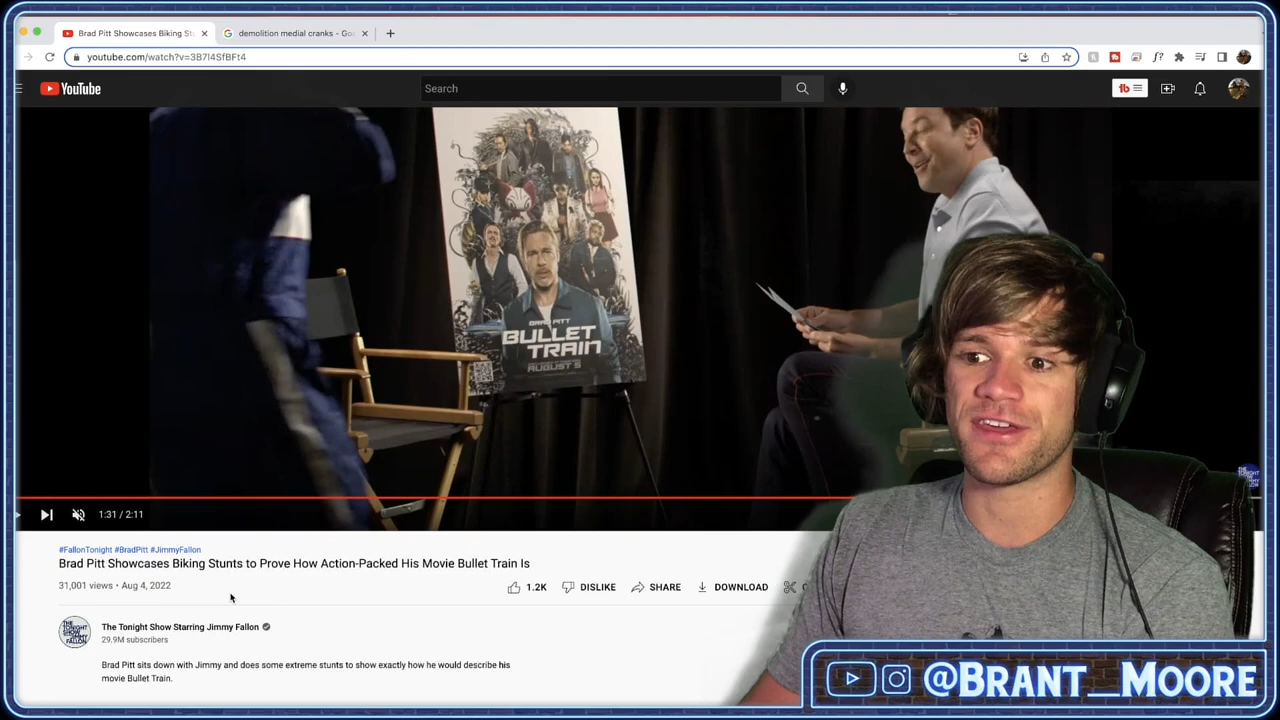 Brad Pitt Showcases Biking Stu
demolition medial cranks - Goo
youtube.com/watch?v=3B7l4SfBFt4
YouTube
Search
BRAD PITT
BULLET
TRAIN
AUGUST 5
THE TONIGHT
1:31 / 2:11
#FallonTonight #BradPitt #JimmyFallon
Brad Pitt Showcases Biking Stunts to Prove How Action-Packed His Movie Bullet Train Is
31,001 views • Aug 4, 2022
1.2K
DISLIKE
SHARE
DOWNLOAD
The Tonight Show Starring Jimmy Fallon
29.9M subscribers
Brad Pitt sits down with Jimmy and does some extreme stunts to show exactly how he would describe his
movie Bullet Train.
@BRANT_MOORE